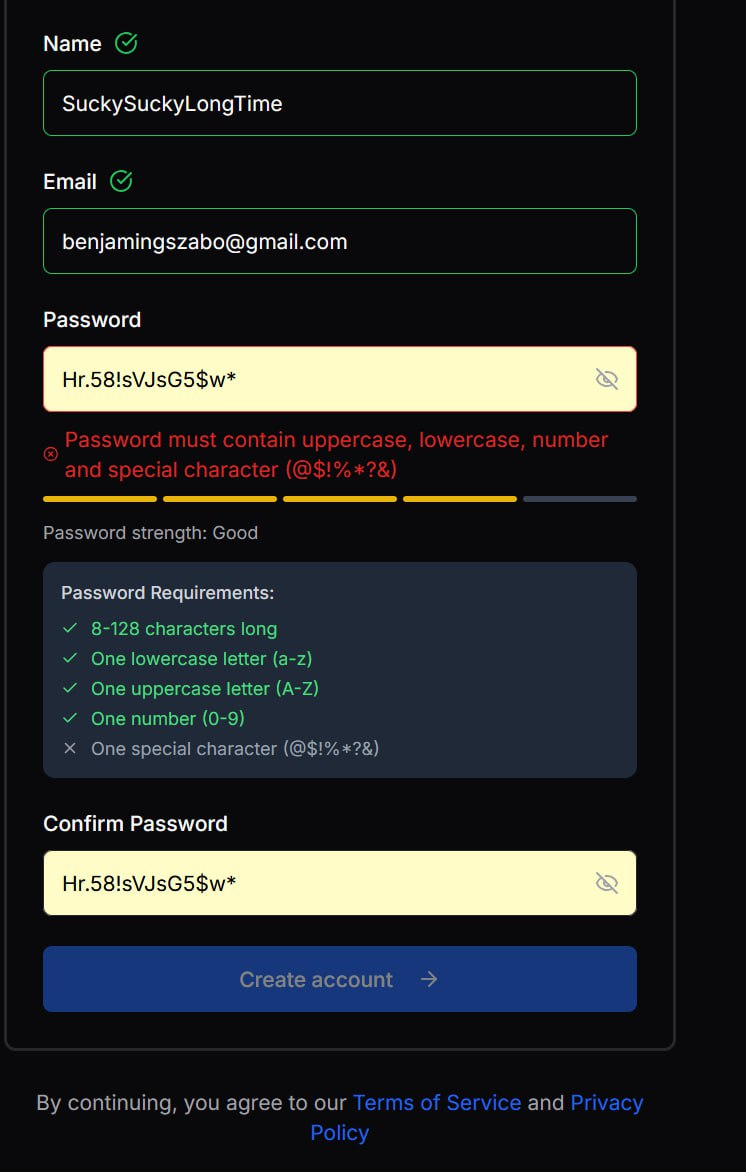 Name
SuckySuckyLongTime
Email
benjamingszabo@gmail.com
Password
Hr.58!sVJsG5$w*
Password must contain uppercase, lowercase, number
and special character (@$!%*?&)
Password strength: Good
Password Requirements:
8-128 characters long
One lowercase letter (a-z)
One uppercase letter (A-Z)
One number (0-9)
One special character (@$!%*?&)
Confirm Password
Hr.58!sVJsG5$w*
Create account
By continuing, you agree to our Terms of Service and Privacy
Policy